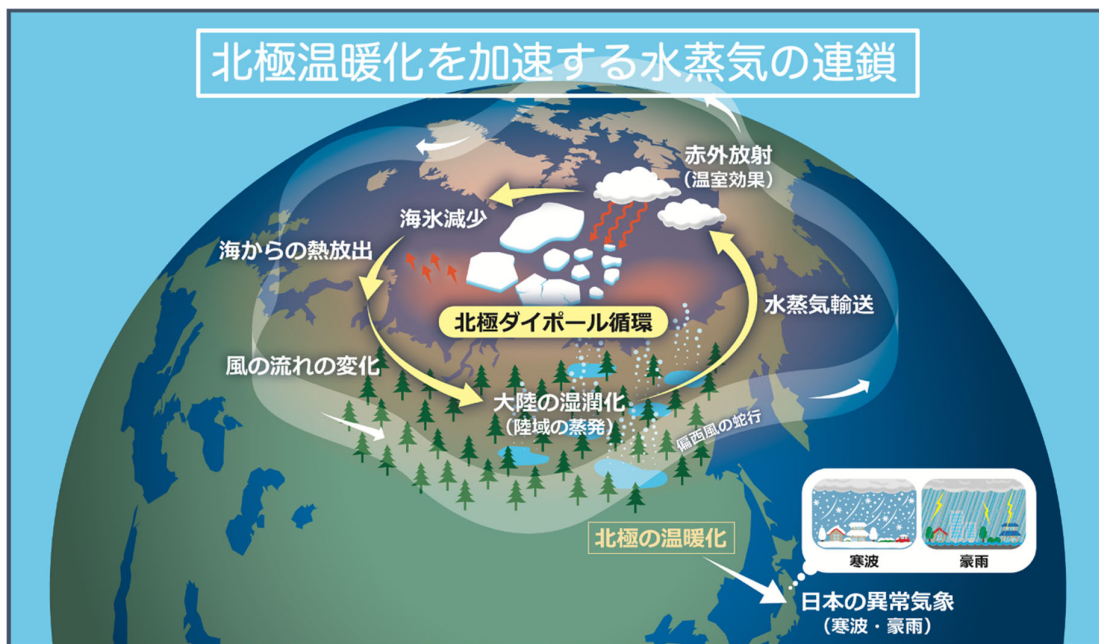 北極温暖化を加速する水蒸気の連鎖
赤外放射
（温室効果）
海氷減少
海からの熱放出
北極ダイポール循環
水蒸気輸送
風の流れの変化
大陸の湿潤化
（陸域の蒸発）
偏西風の蛇行
北極の温暖化
寒波
豪雨
日本の異常気象
（寒波・豪雨）